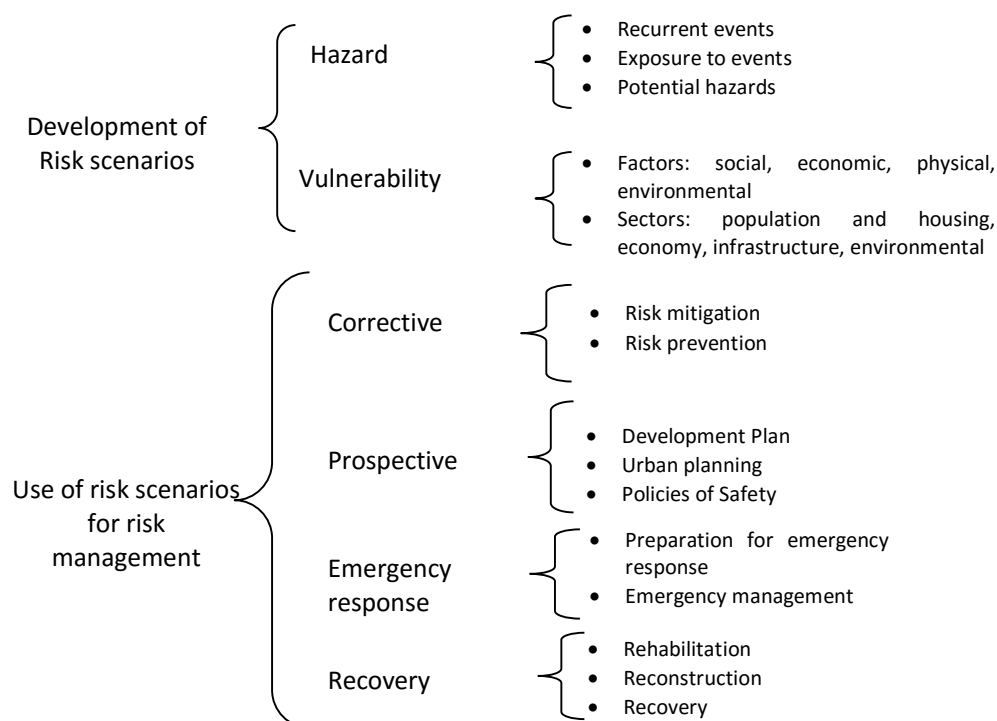 Development of
Risk scenarios
Hazard
• Recurrent events
• Exposure to events
• Potential hazards
Vulnerability
• Factors: social, economic, physical,
environmental
• Sectors: population and housing,
economy, infrastructure, environmental
Use of risk scenarios
for risk
management
Corrective
• Risk mitigation
• Risk prevention
Prospective
• Development Plan
• Urban planning
• Policies of Safety
Emergency
response
• Preparation for emergency
response
• Emergency management
Recovery
• Rehabilitation
• Reconstruction
• Recovery